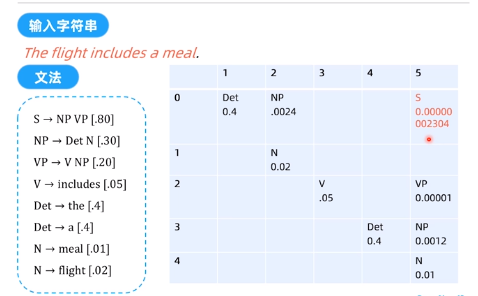 输入字符串
The flight includes a meal.
文法
S → NP VP [.80]
NP → Det N [.30]
VP → V NP [.20]
V → includes [.05]
Det → the [.4]
Det → a [.4]
N → meal [.01]
N → flight [.02]
1 2 3 4 5
0 Det NP S
0.4 .0024 0.00000
002304
1 N
0.02
2 V VP
.05 0.00001
3 Det NP
0.4 0.0012
4 N
0.01